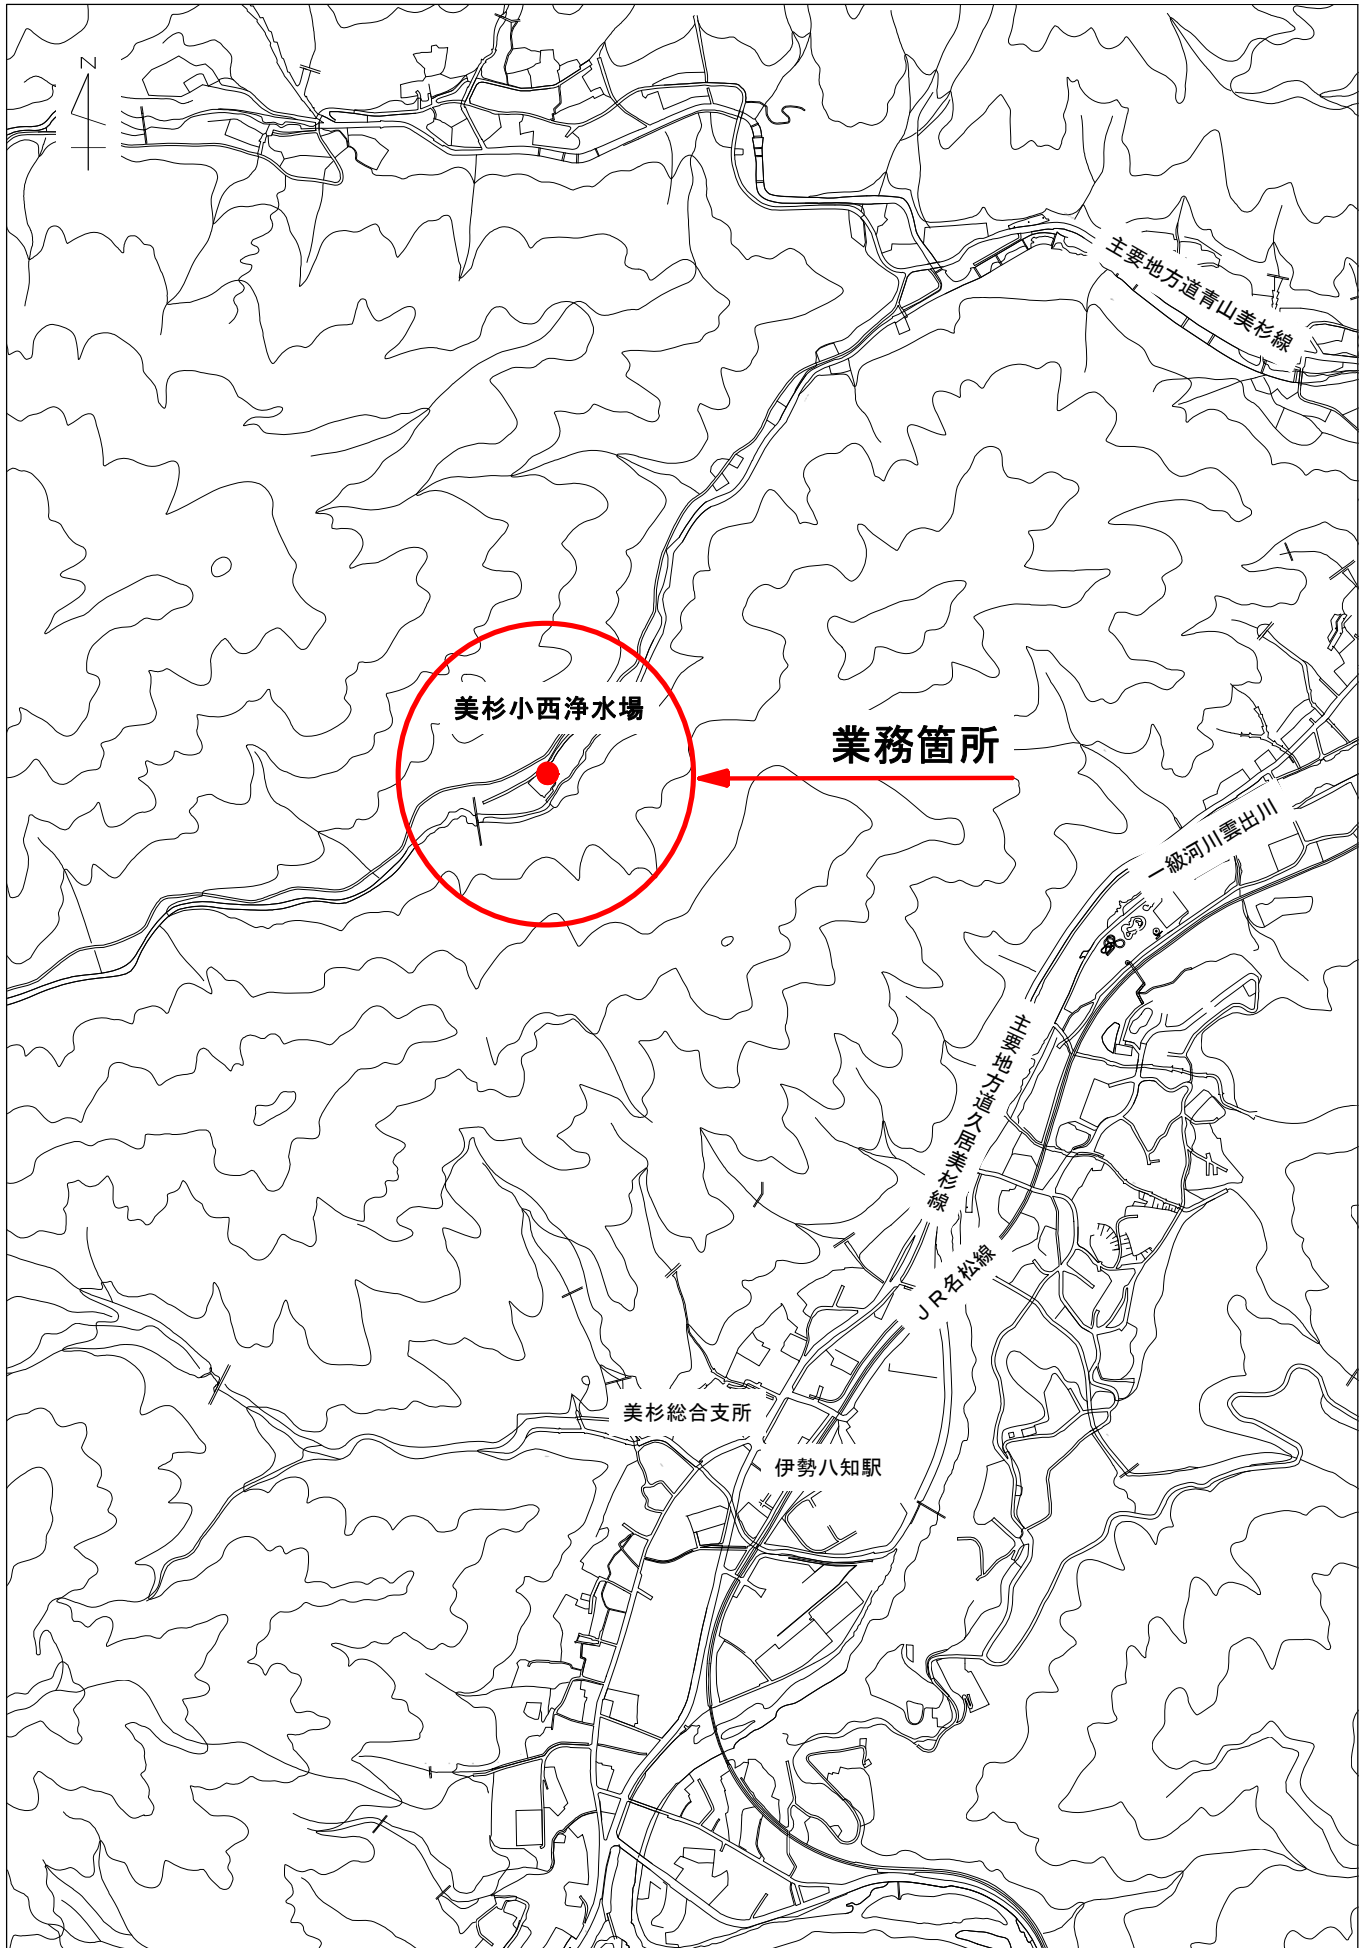 N
主要地方道青山美杉線
美杉小西浄水場
業務箇所
一級河川雲出川
主要地方道久居美杉線
ＪＲ名松線
美杉総合支所
伊勢八知駅